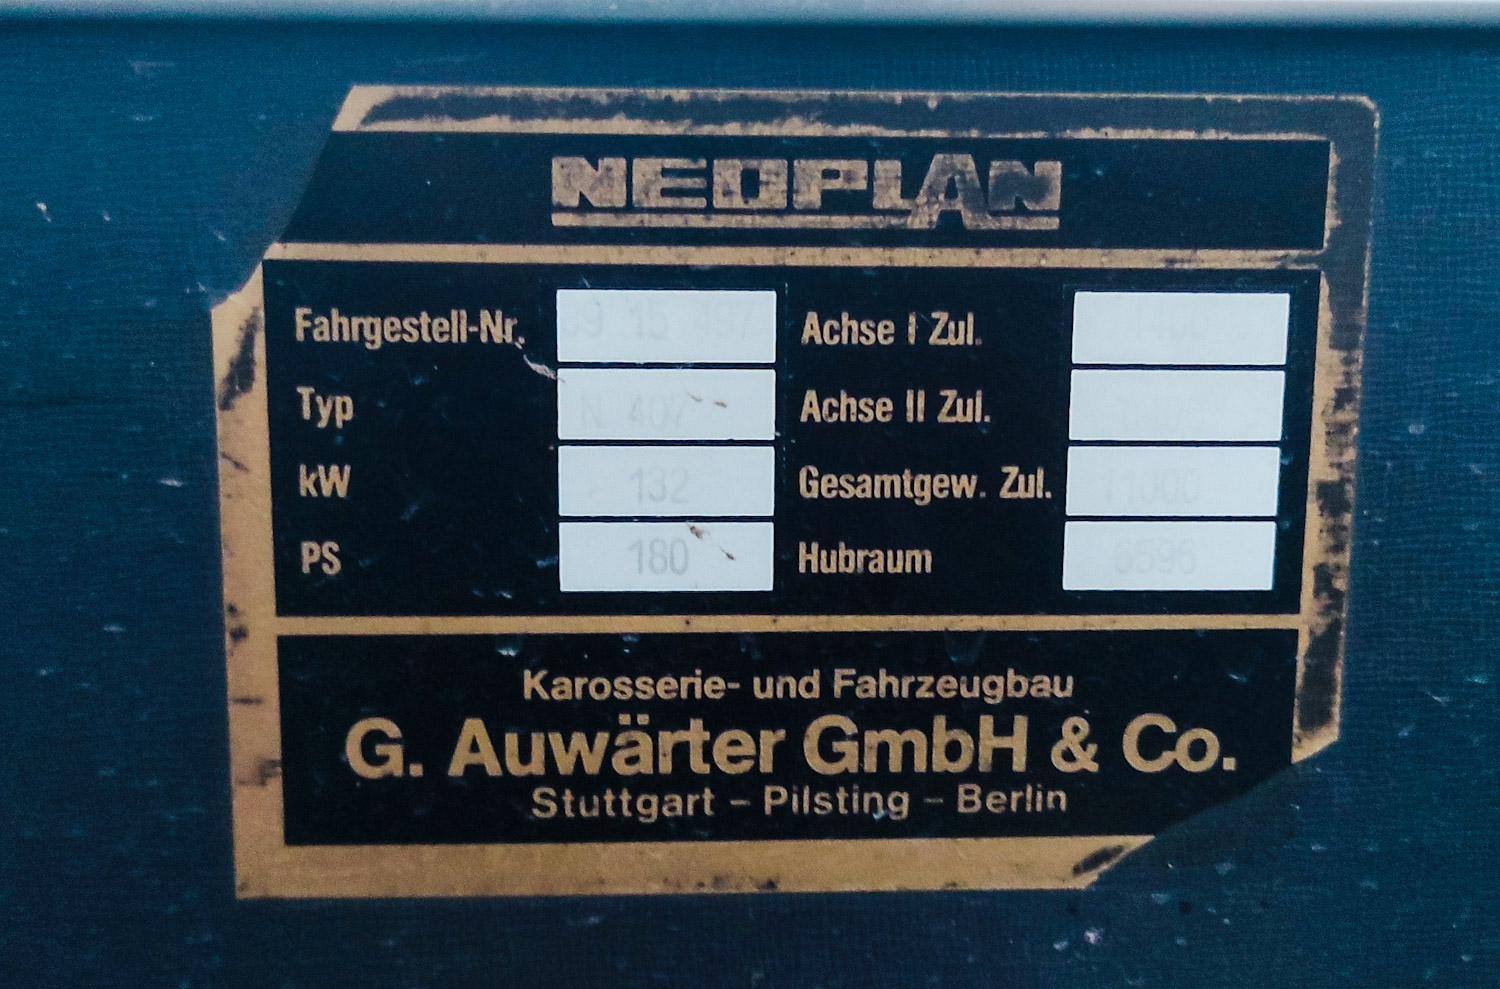 NEOPLAN
Fahrgestell-Nr. Achse I Zul.
Typ N 407 Achse II Zul.
kW 132 Gesamtgew. Zul. 11000
PS 180 Hubraum 6596
Karosserie- und Fahrzeugbau
G. Auwärter GmbH & Co.
Stuttgart – Pilsting – Berlin